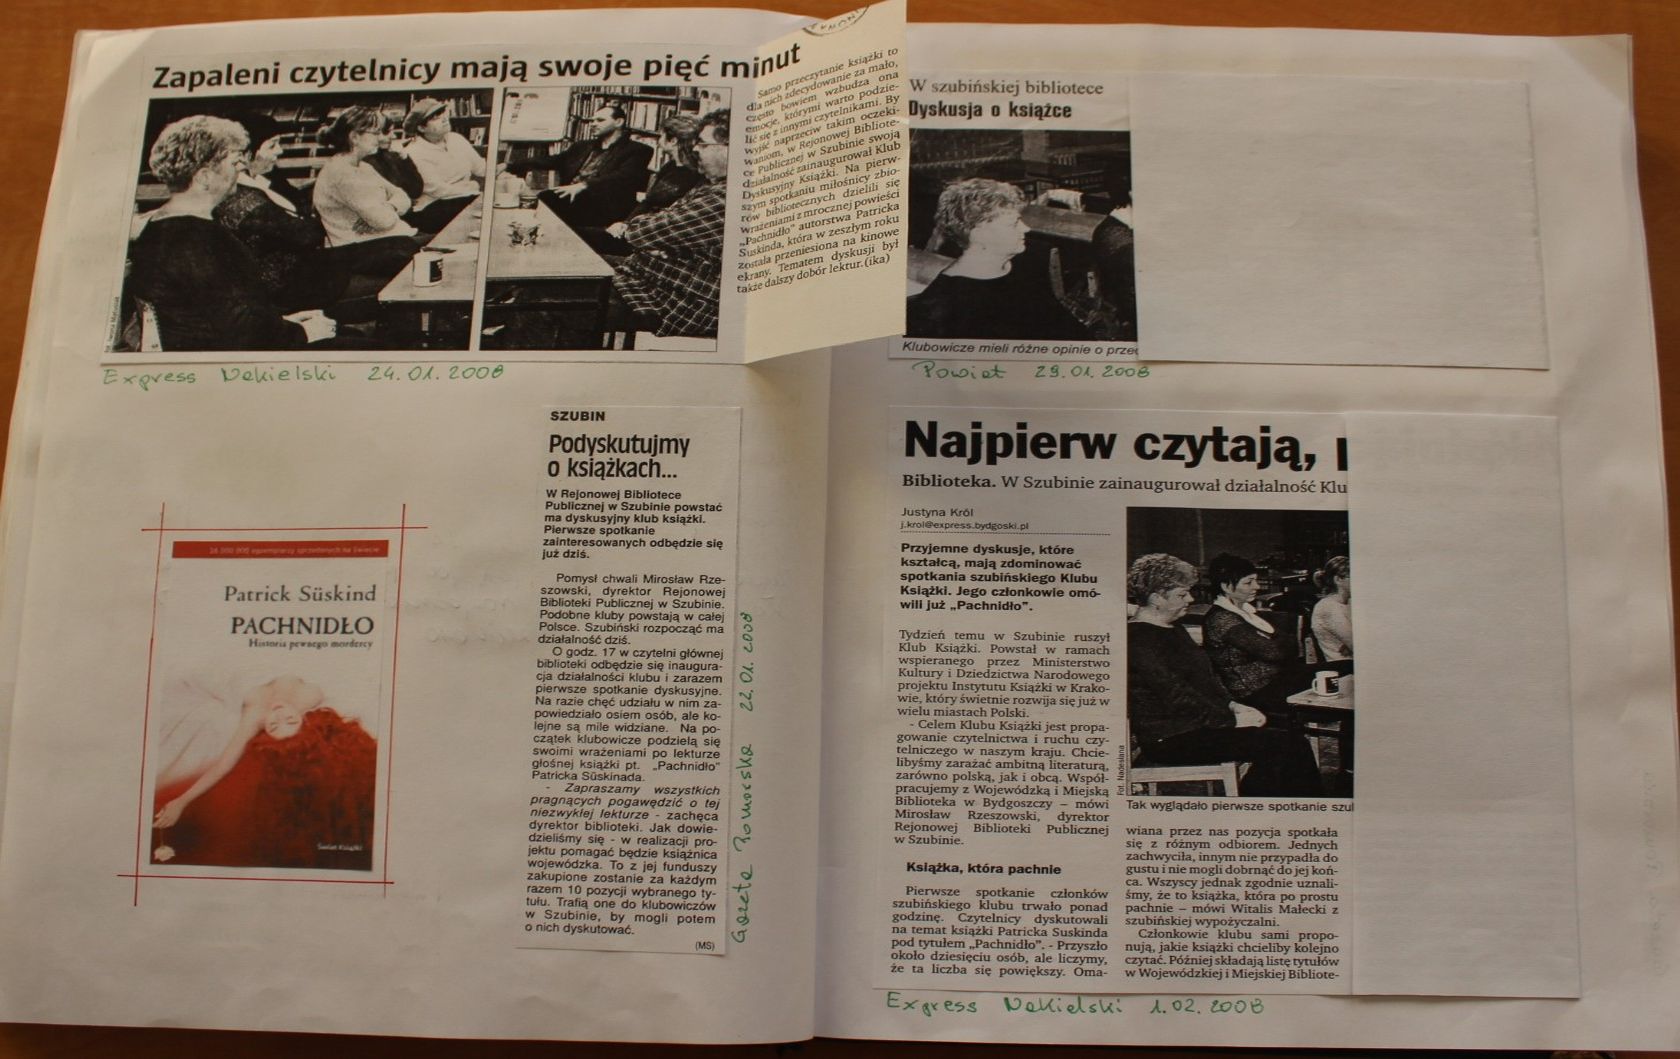 Zapaleni czytelnicy mają swoje pięć minut
Samo przeczytanie książki to
dla nich zdecydowanie za mało,
często bowiem wzbudza ona
emocje, którymi warto podzie-
lić się z innymi czytelnikami. By
wyjść naprzeciw takim oczeki-
waniom, w Rejonowej Bibliote-
ce Publicznej w Szubinie swoją
działalność zainaugurował Klub
Dyskusyjny Książki. Na pierw-
szym spotkaniu miłośnicy zbio-
rów bibliotecznych dzielili się
wrażeniami z mrocznej powieści
„Pachnidło” autorstwa Patricka
Suskinda, która w zeszłym roku
została przeniesiona na kinowe
ekrany. Tematem dyskusji był
także dalszy dobór lektur. (ika)
Express Nakielski 24.01.2008
Patrick Süskind
PACHNIDŁO
Historia pewnego mordercy
Świat Książki
SZUBIN
Podyskutujmy
o książkach...
W Rejonowej Bibliotece
Publicznej w Szubinie powstać
ma dyskusyjny klub książki.
Pierwsze spotkanie
zainteresowanych odbędzie się
już dziś.
Pomysł chwali Mirosław Rze-
szowski, dyrektor Rejonowej
Biblioteki Publicznej w Szubinie.
Podobne kluby powstają w całej
Polsce. Szubiński rozpocząć ma
działalność dziś.
O godz. 17 w czytelni głównej
biblioteki odbędzie się inaugura-
cja działalności klubu i zarazem
pierwsze spotkanie dyskusyjne.
Na razie chęć udziału w nim za-
powiedziało osiem osób, ale ko-
lejne są mile widziane. Na po-
czątek klubowicze podzielą się
swoimi wrażeniami po lekturze
głośnej książki pt. „Pachnidło”
Patricka Süskinada.
- Zapraszamy wszystkich
pragnących pogawędzić o tej
niezwykłej lekturze - zachęca
dyrektor biblioteki. Jak dowie-
dzieliśmy się - w realizacji pro-
jektu pomagać będzie książnica
wojewódzka. To z jej funduszy
zakupione zostanie za każdym
razem 10 pozycji wybranego ty-
tułu. Trafią one do klubowiczów
w Szubinie, by mogli potem
o nich dyskutować.
(MS)
Gazeta Pomorska 22.01.2008
W szubińskiej bibliotece
Dyskusja o książce
Klubowicze mieli różne opinie o prze
Powiat 29.01.2008
Najpierw czytają,
Biblioteka. W Szubinie zainaugurował działalność Klu
Justyna Król
j.krol@express.bydgoski.pl
Przyjemne dyskusje, które
kształcą, mają zdominować
spotkania szubińskiego Klubu
Książki. Jego członkowie omó-
wili już „Pachnidło”.
Tydzień temu w Szubinie ruszył
Klub Książki. Powstał w ramach
wspieranego przez Ministerstwo
Kultury i Dziedzictwa Narodowego
projektu Instytutu Książki w Krako-
wie, który świetnie rozwija się już w
wielu miastach Polski.
- Celem Klubu Książki jest propa-
gowanie czytelnictwa i ruchu czy-
telniczego w naszym kraju. Chcie-
libyśmy zarażać ambitną literaturą,
zarówno polską, jak i obcą. Współ-
pracujemy z Wojewódzką i Miejską
Biblioteka w Bydgoszczy – mówi
Mirosław Rzeszowski, dyrektor
Rejonowej Biblioteki Publicznej
w Szubinie.
Książka, która pachnie
Pierwsze spotkanie członków
szubińskiego klubu trwało ponad
godzinę. Czytelnicy dyskutowali
na temat książki Patricka Suskinda
pod tytułem „Pachnidło”. - Przyszło
około dziesięciu osób, ale liczymy,
że ta liczba się powiększy. Oma-
Fot. Nadesłana
Tak wyglądało pierwsze spotkanie szu
wiana przez nas pozycja spotkała
się z różnym odbiorem. Jednych
zachwyciła, innym nie przypadła do
gustu i nie mogli dobrnąć do jej koń-
ca. Wszyscy jednak zgodnie uznali-
śmy, że to książka, która po prostu
pachnie – mówi Witalis Małecki z
szubińskiej wypożyczalni.
Członkowie klubu sami propo-
nują, jakie książki chcieliby kolejno
czytać. Później składają listę tytułów
w Wojewódzkiej i Miejskiej Bibliote-
Express Nakielski 1.02.2008